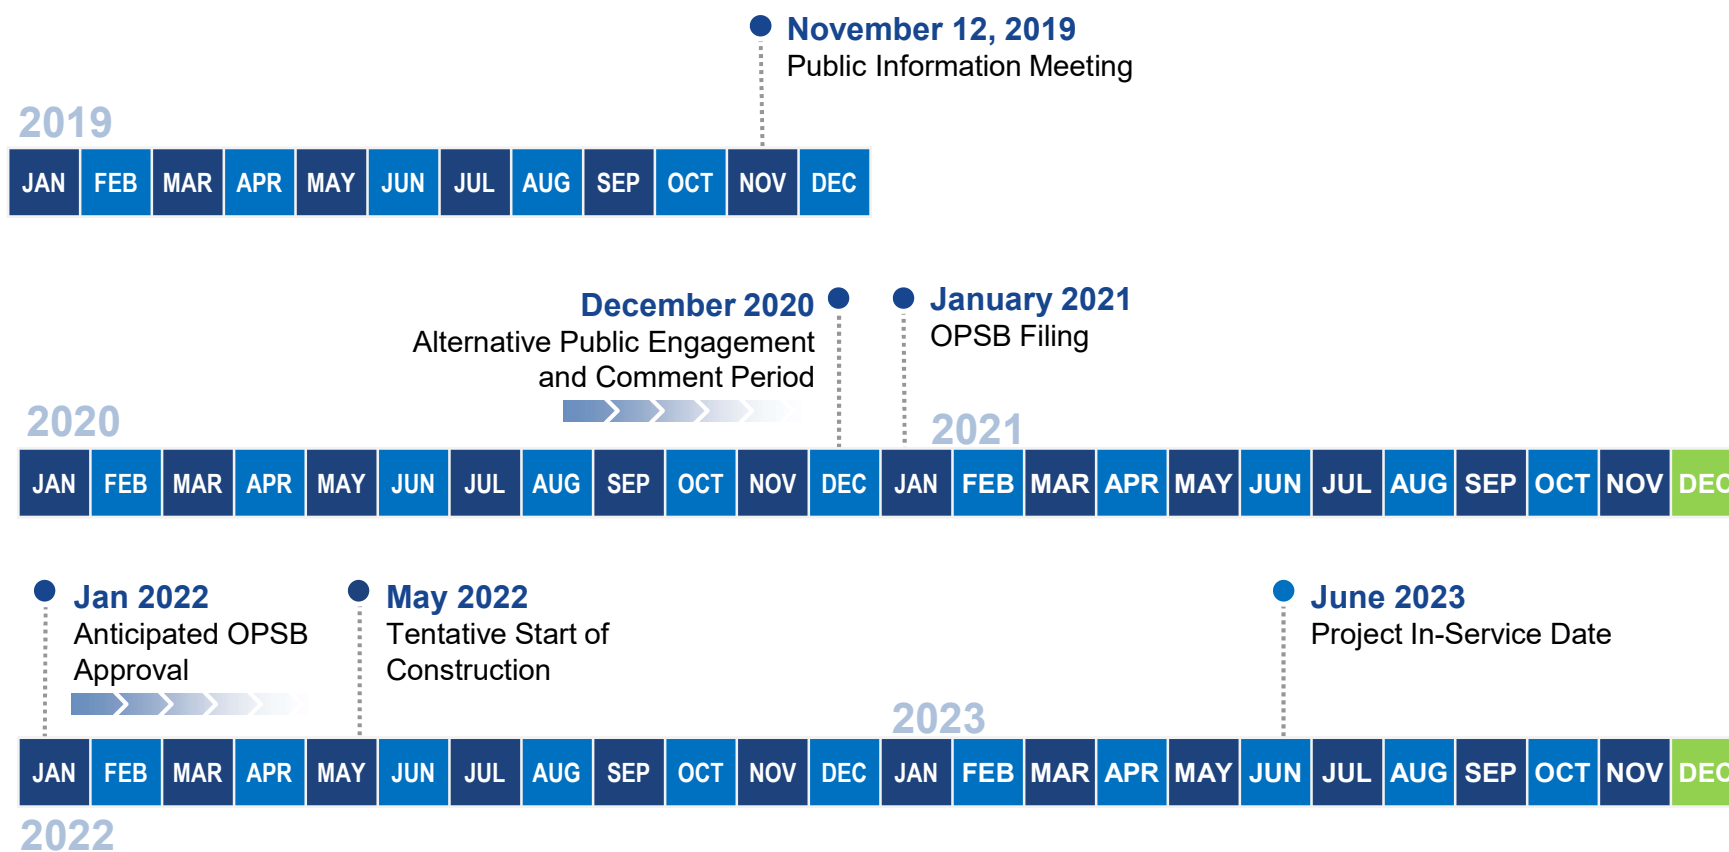 November 12, 2019
Public Information Meeting
2019
JAN FEB MAR APR MAY JUN JUL AUG SEP OCT NOV DEC
December 2020
Alternative Public Engagement
and Comment Period
January 2021
OPSB Filing
2020
2021
JAN FEB MAR APR MAY JUN JUL AUG SEP OCT NOV DEC JAN FEB MAR APR MAY JUN JUL AUG SEP OCT NOV DEC
Jan 2022
Anticipated OPSB
Approval
May 2022
Tentative Start of
Construction
June 2023
Project In-Service Date
2023
JAN FEB MAR APR MAY JUN JUL AUG SEP OCT NOV DEC JAN FEB MAR APR MAY JUN JUL AUG SEP OCT NOV DEC
2022